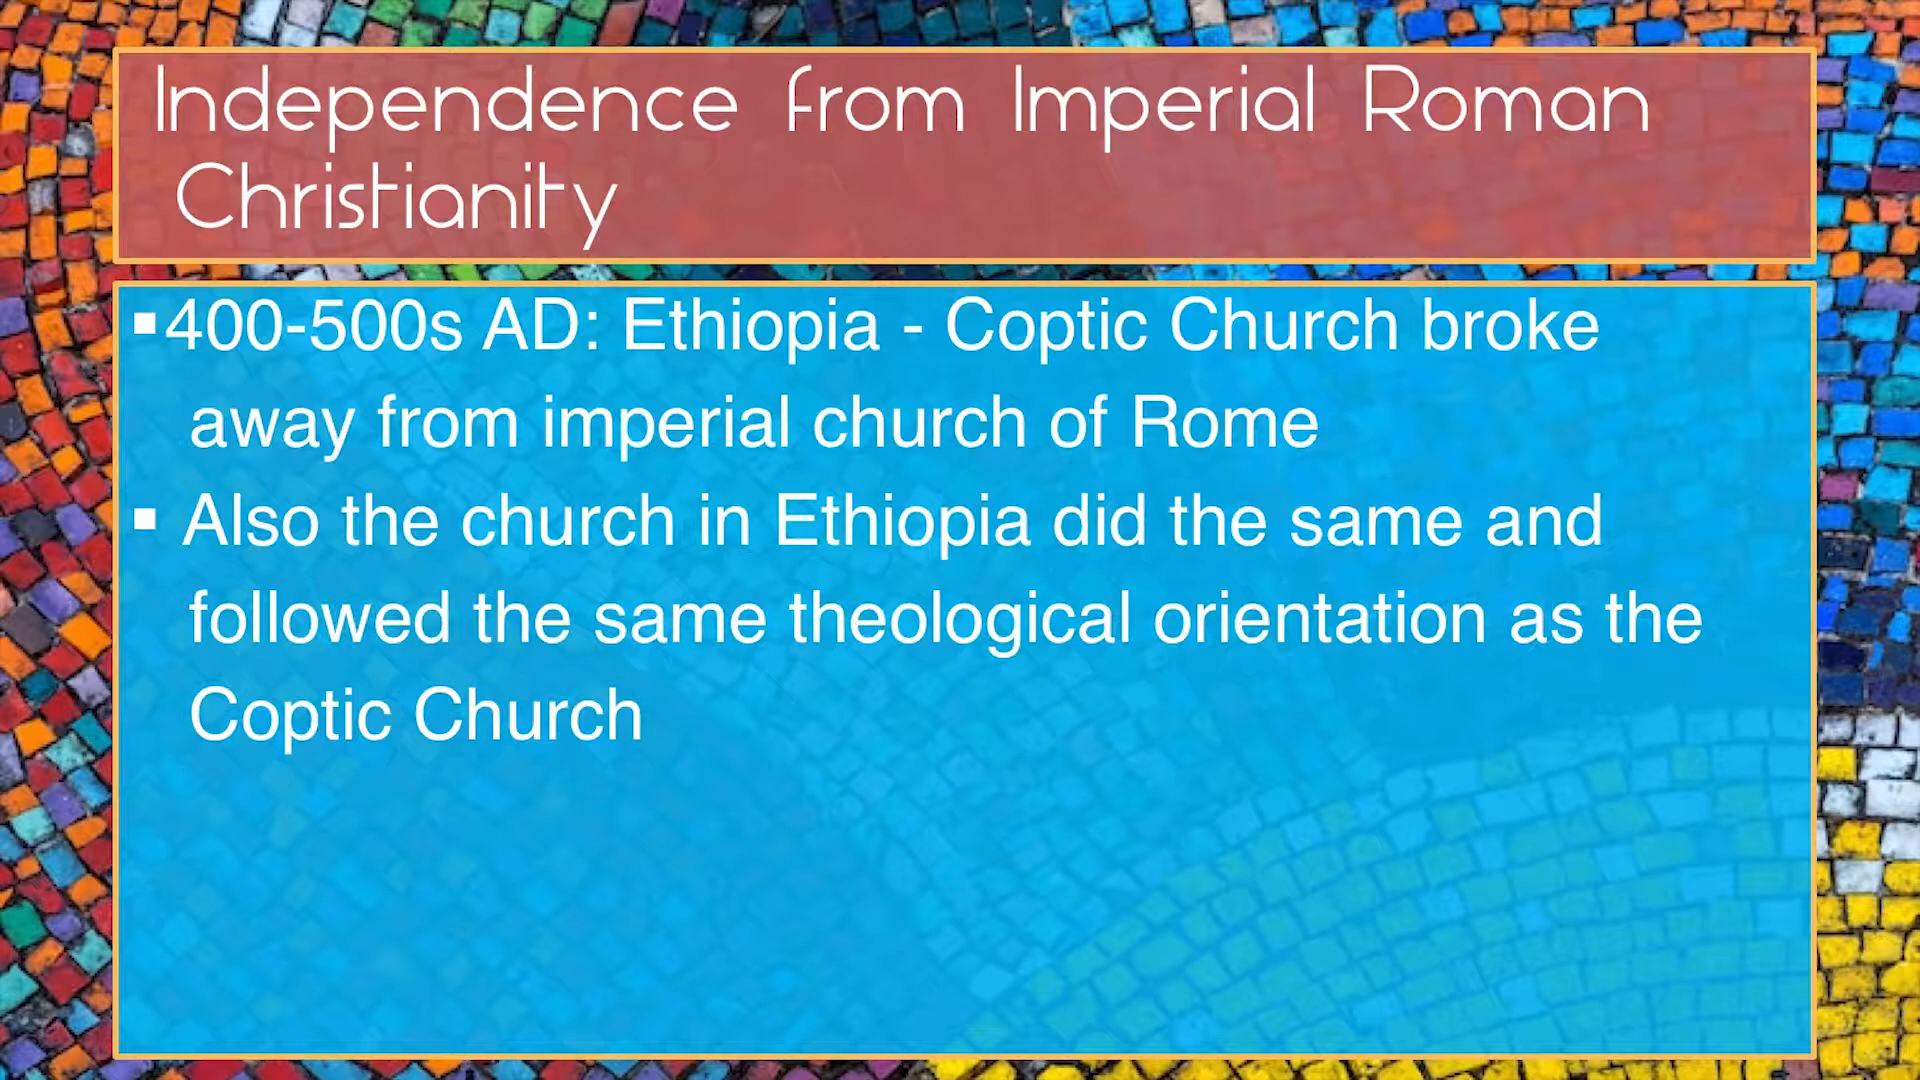 Independence from Imperial Roman
Christianity
▪400-500s AD: Ethiopia - Coptic Church broke
away from imperial church of Rome
▪ Also the church in Ethiopia did the same and
followed the same theological orientation as the
Coptic Church